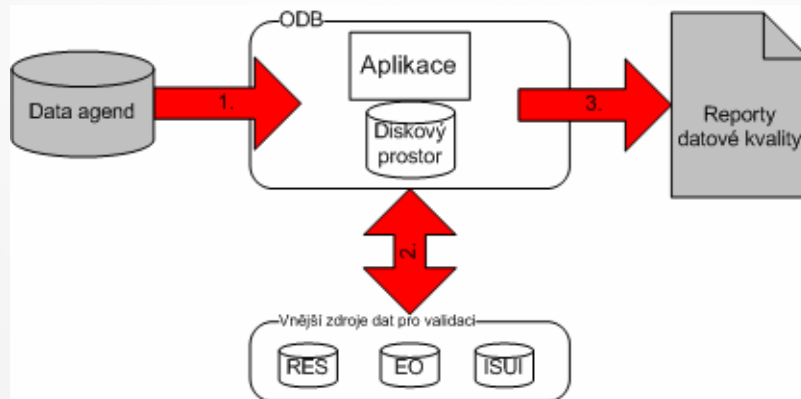 ODB
Aplikace
Data agend
1.
Diskový
prostor
3.
Reporty
datové kvality
2.
Vnější zdroje dat pro validaci
RES
EO
ISUI